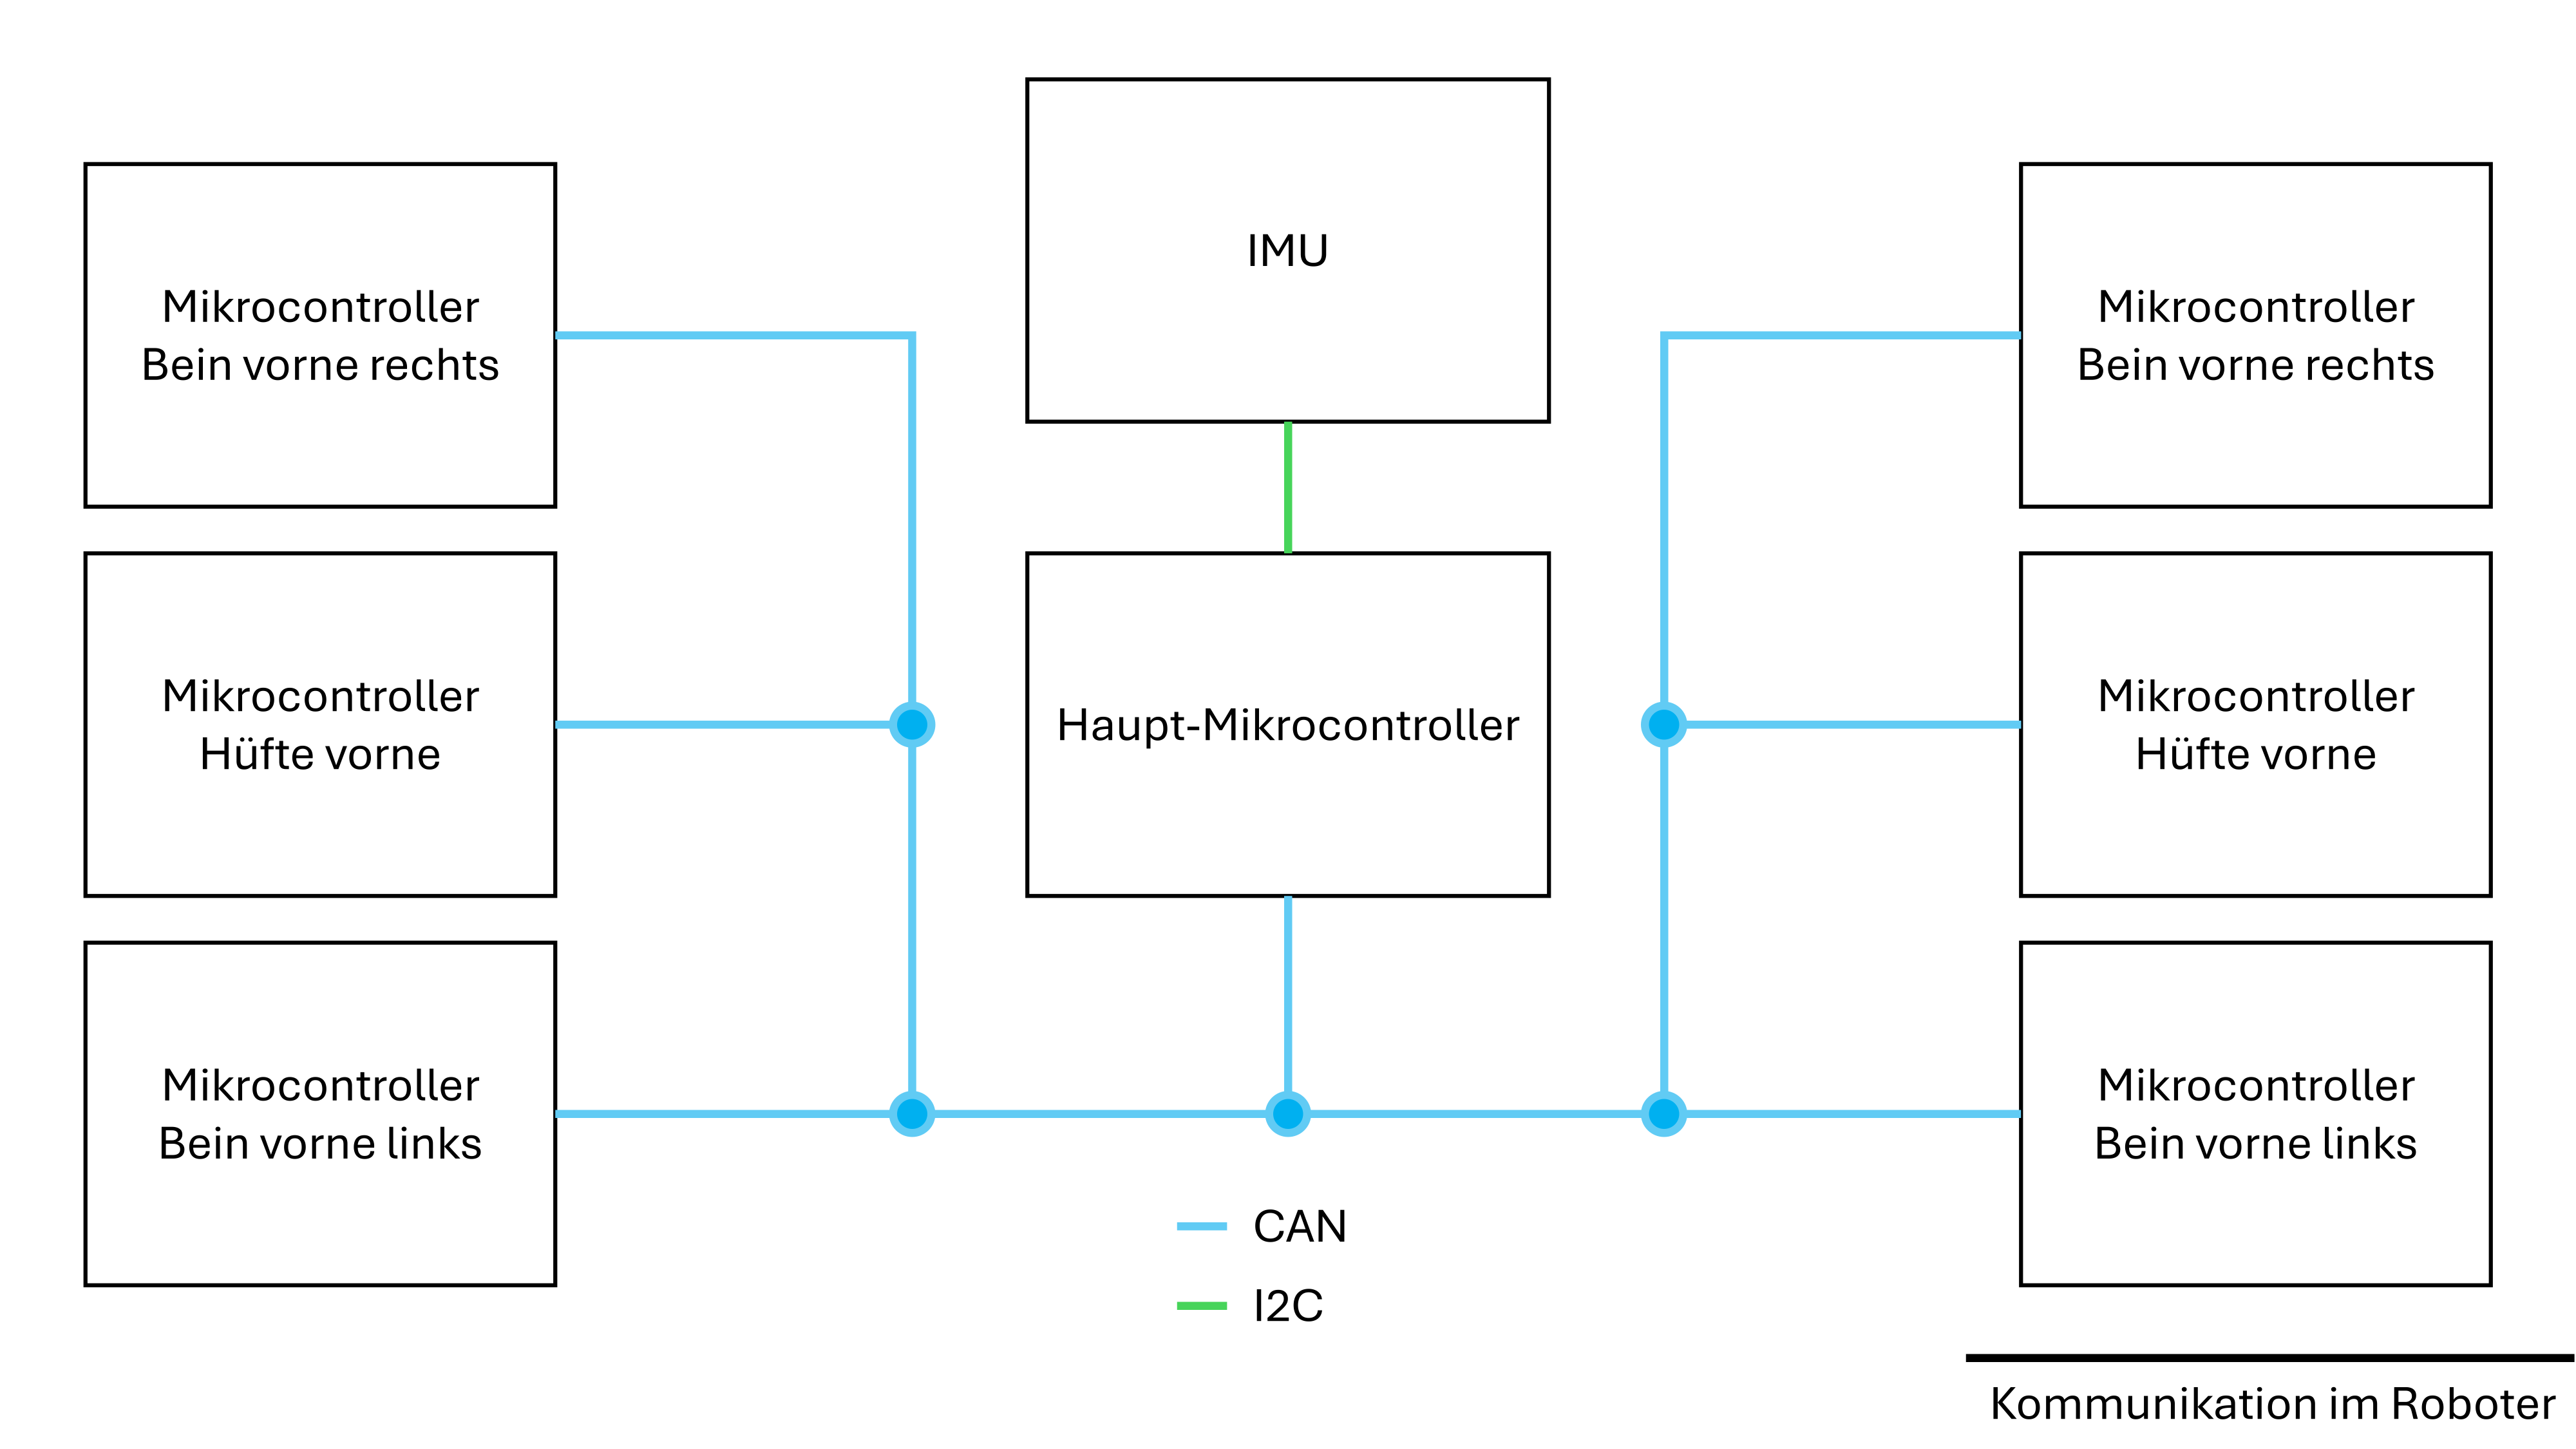 IMU
Mikrocontroller
Bein vorne rechts
Mikrocontroller
Bein vorne rechts
Mikrocontroller
Hüfte vorne
Haupt-Mikrocontroller
Mikrocontroller
Hüfte vorne
Mikrocontroller
Bein vorne links
Mikrocontroller
Bein vorne links
CAN
I2C
Kommunikation im Roboter